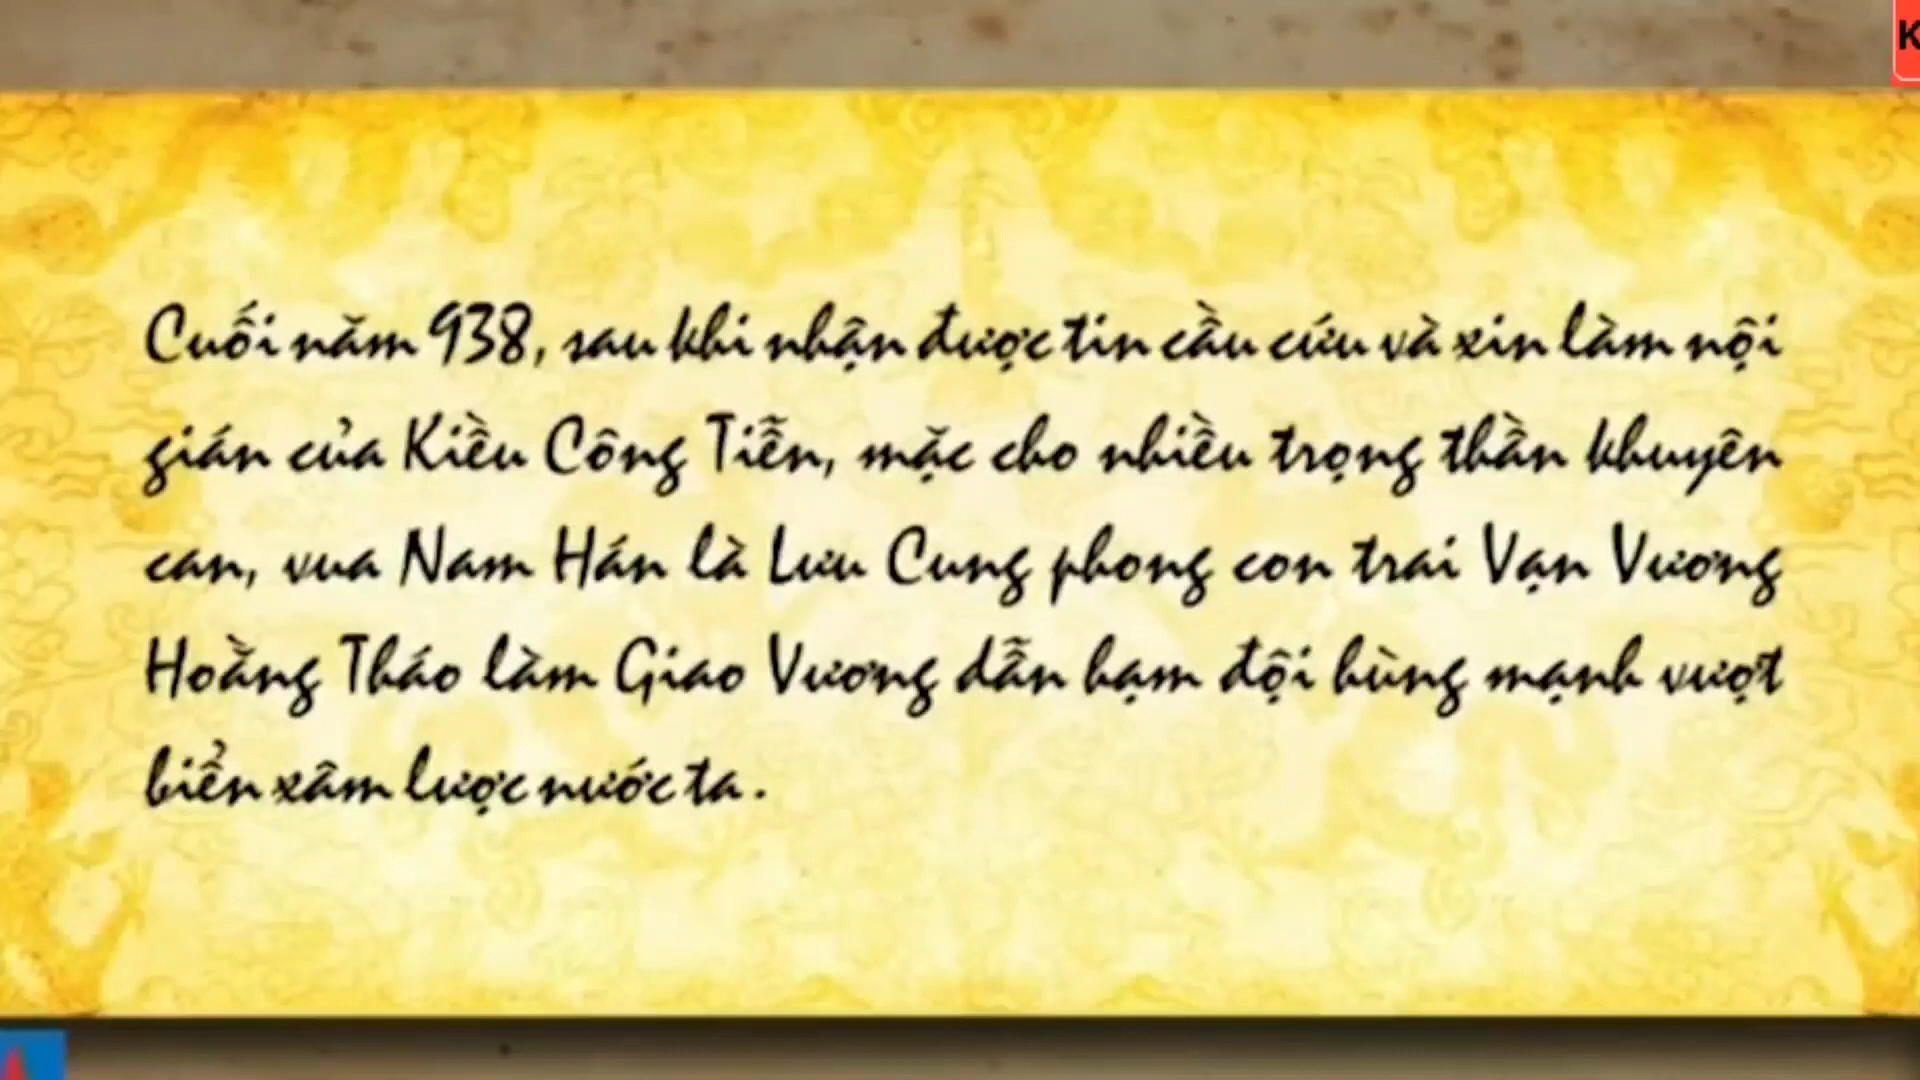 K
Cuối năm 938, sau khi nhận được tin cầu cứu và xin làm nội
gián của Kiều Công Tiễn, mặc cho nhiều trọng thần khuyên
can, vua Nam Hán là Lưu Cung phong con trai Vạn Vương
Hoằng Tháo làm Giao Vương dẫn hạm đội hùng mạnh vượt
biển xâm lược nước ta.